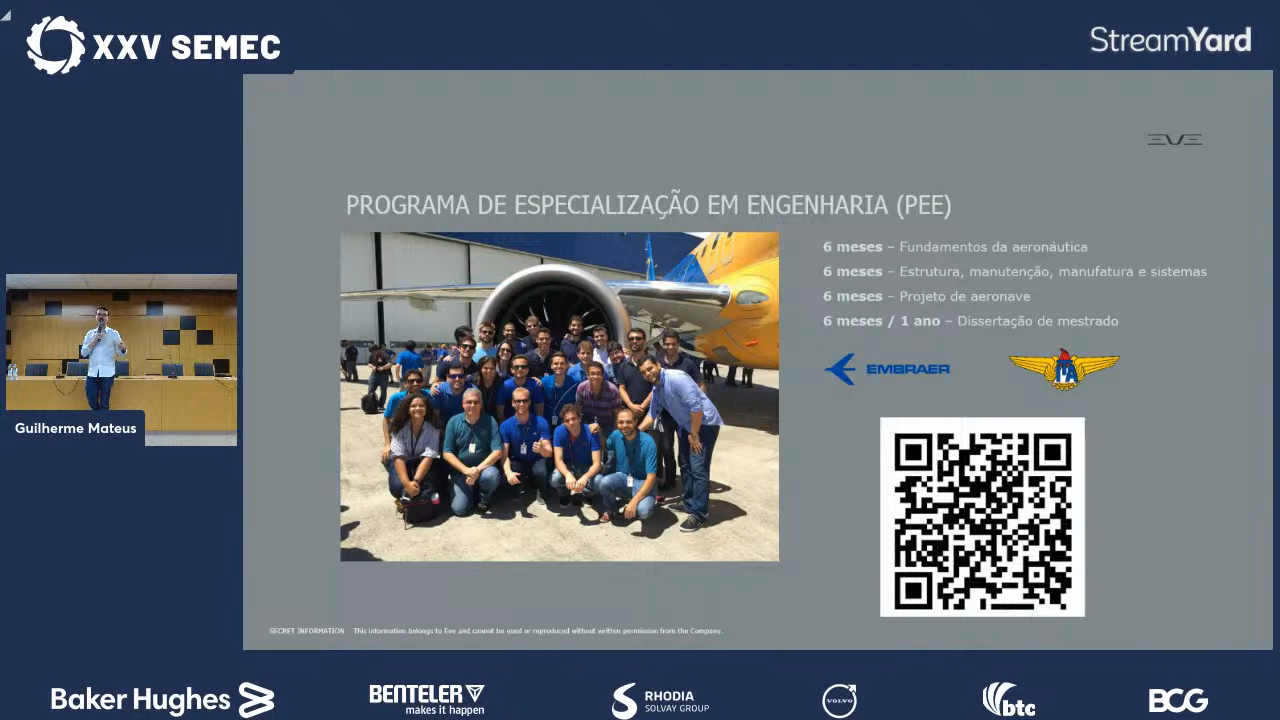 XXV SEMEC
StreamYard
EVE
PROGRAMA DE ESPECIALIZAÇÃO EM ENGENHARIA (PEE)
6 meses – Fundamentos da aeronáutica
6 meses – Estrutura, manutenção, manufatura e sistemas
6 meses – Projeto de aeronave
6 meses / 1 ano – Dissertação de mestrado
EMBRAER
ITA
Guilherme Mateus
SECRET INFORMATION This information belongs to Eve and cannot be used or reproduced without written permission from the Company.
Baker Hughes
BENTELER
makes it happen
RHODIA
SOLVAY GROUP
VOLVO
btc
BCG